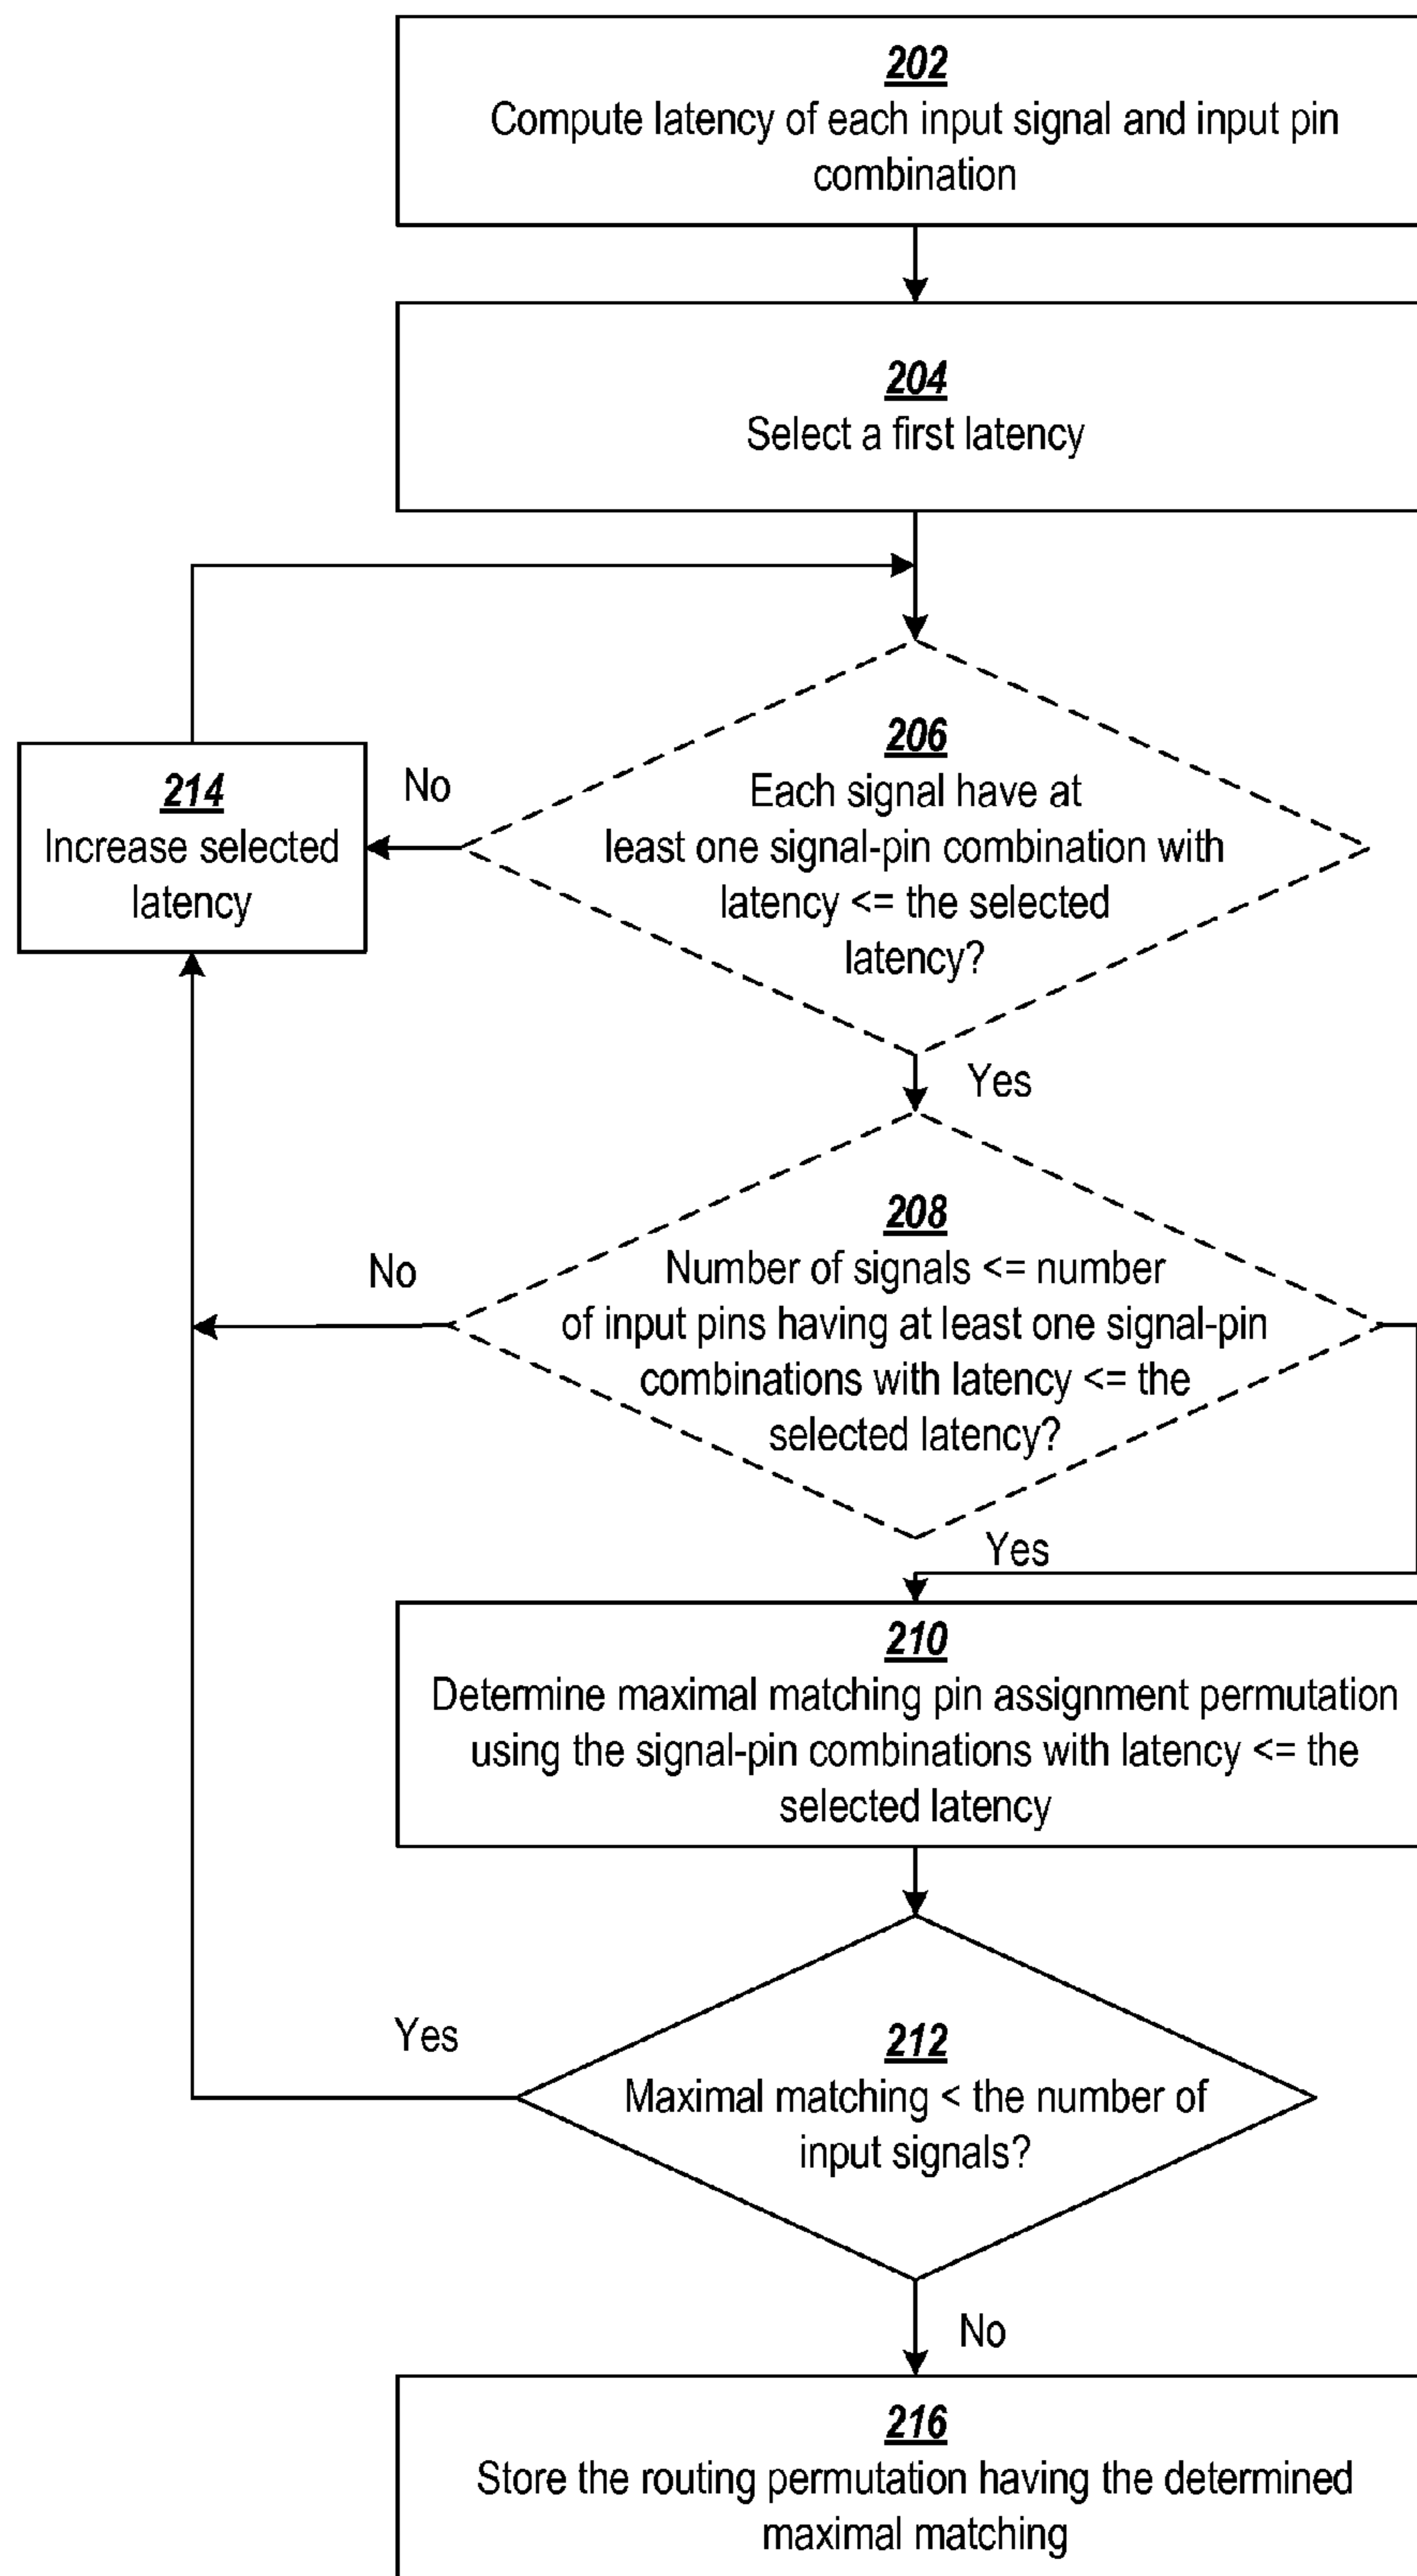 202
Compute latency of each input signal and input pin
combination
204
Select a first latency
206
Each signal have at
least one signal-pin combination with
latency <= the selected
latency?
No
214
Increase selected
latency
Yes
208
Number of signals <= number
of input pins having at least one signal-pin
combinations with latency <= the
selected latency?
No
Yes
210
Determine maximal matching pin assignment permutation
using the signal-pin combinations with latency <= the
selected latency
212
Maximal matching < the number of
input signals?
Yes
No
216
Store the routing permutation having the determined
maximal matching